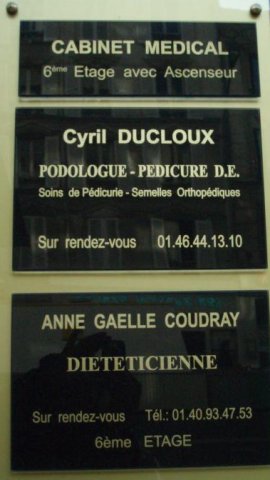 CABINET MEDICAL
6ème Etage avec Ascenseur
Cyril DUCLOUX
PODOLOGUE - PEDICURE D.E.
Soins de Pédicurie - Semelles Orthopédiques
Sur rendez-vous 01.46.44.13.10
ANNE GAELLE COUDRAY
DIETETICIENNE
Sur rendez-vous Tél.: 01.40.93.47.53
6ème ETAGE